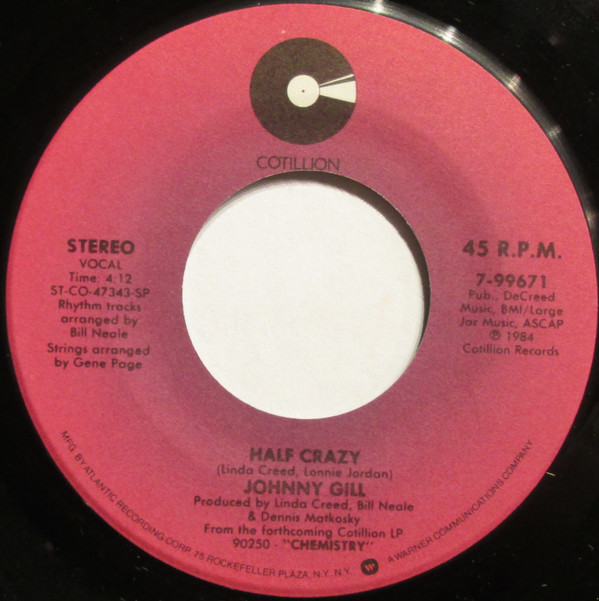 COTILLION
STEREO
VOCAL
Time: 4:12
ST-CO-47343-SP
Rhythm tracks
arranged by
Bill Neale
Strings arranged
by Gene Page
45 R.P.M.
7-99671
Pub., DeCreed
Music, BMI/Large
Jar Music, ASCAP
℗ 1984
Cotillion Records
HALF CRAZY
(Linda Creed, Lonnie Jordan)
JOHNNY GILL
Produced by Linda Creed, Bill Neale
& Dennis Matkosky
From the forthcoming Cotillion LP
90250 - "CHEMISTRY"
MFG. BY ATLANTIC RECORDING CORP. 75 ROCKEFELLER PLAZA, N.Y. N.Y. W A WARNER COMMUNICATIONS COMPANY